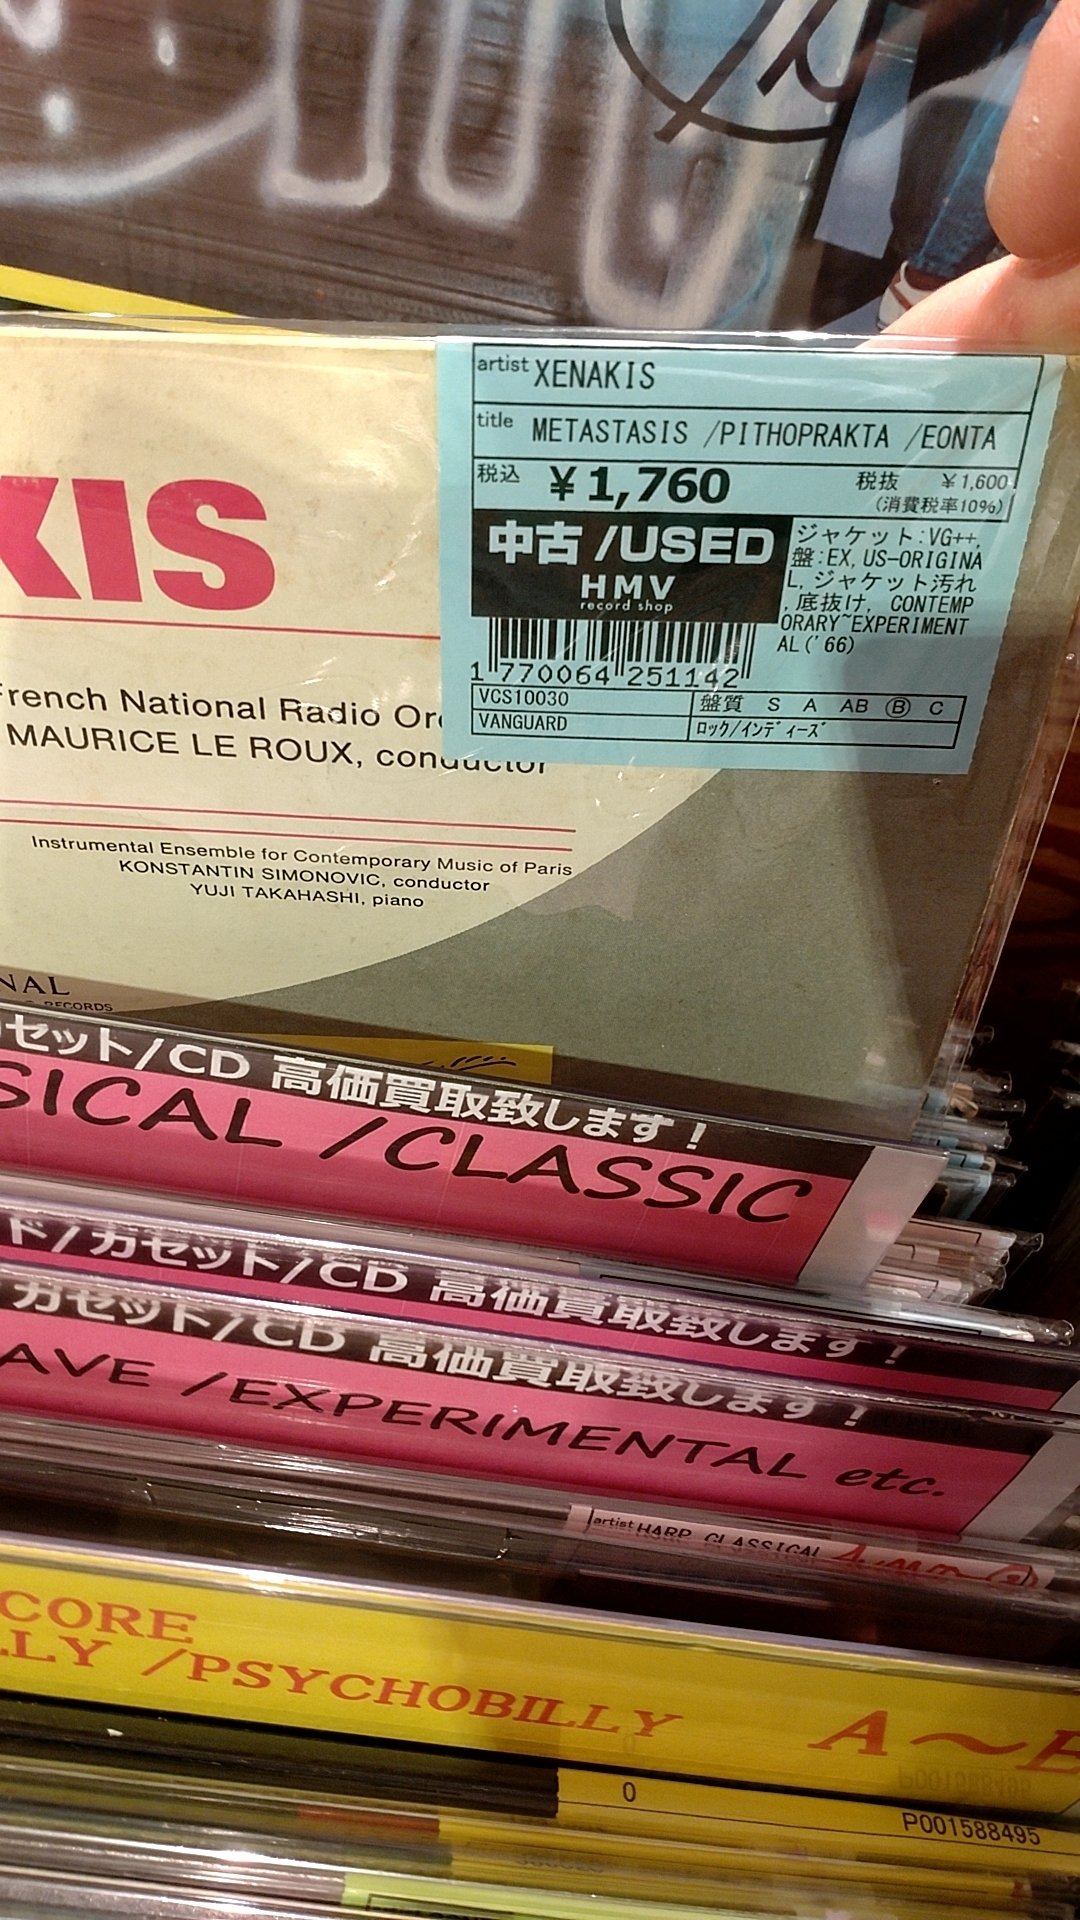 artist XENAKIS
title METASTASIS /PITHOPRAKTA /EONTA
税込 ¥1,760 税抜 ¥1,600
(消費税率10%)
中古/USED
HMV
record shop
ジャケット:VG++,
盤:EX, US-ORIGINA
L, ジャケット汚れ
, 底抜け, CONTEMP
ORARY~EXPERIMENT
AL('66)
1 770064 251142
VCS10030 盤質 S A AB Ⓑ C
VANGUARD ロック/インディーズ
KIS
French National Radio Orc
MAURICE LE ROUX, conductor
Instrumental Ensemble for Contemporary Music of Paris
KONSTANTIN SIMONOVIC, conductor
YUJI TAKAHASHI, piano
NAL
RECORDS
セット/CD 高価買取致します!
SICAL /CLASSIC
ド/カセット/CD 高価買取致します!
カセット/CD 高価買取致します!
AVE /EXPERIMENTAL etc.
artist HARP CLASSICAL
CORE
LLY /PSYCHOBILLY A〜E
0
P001588495